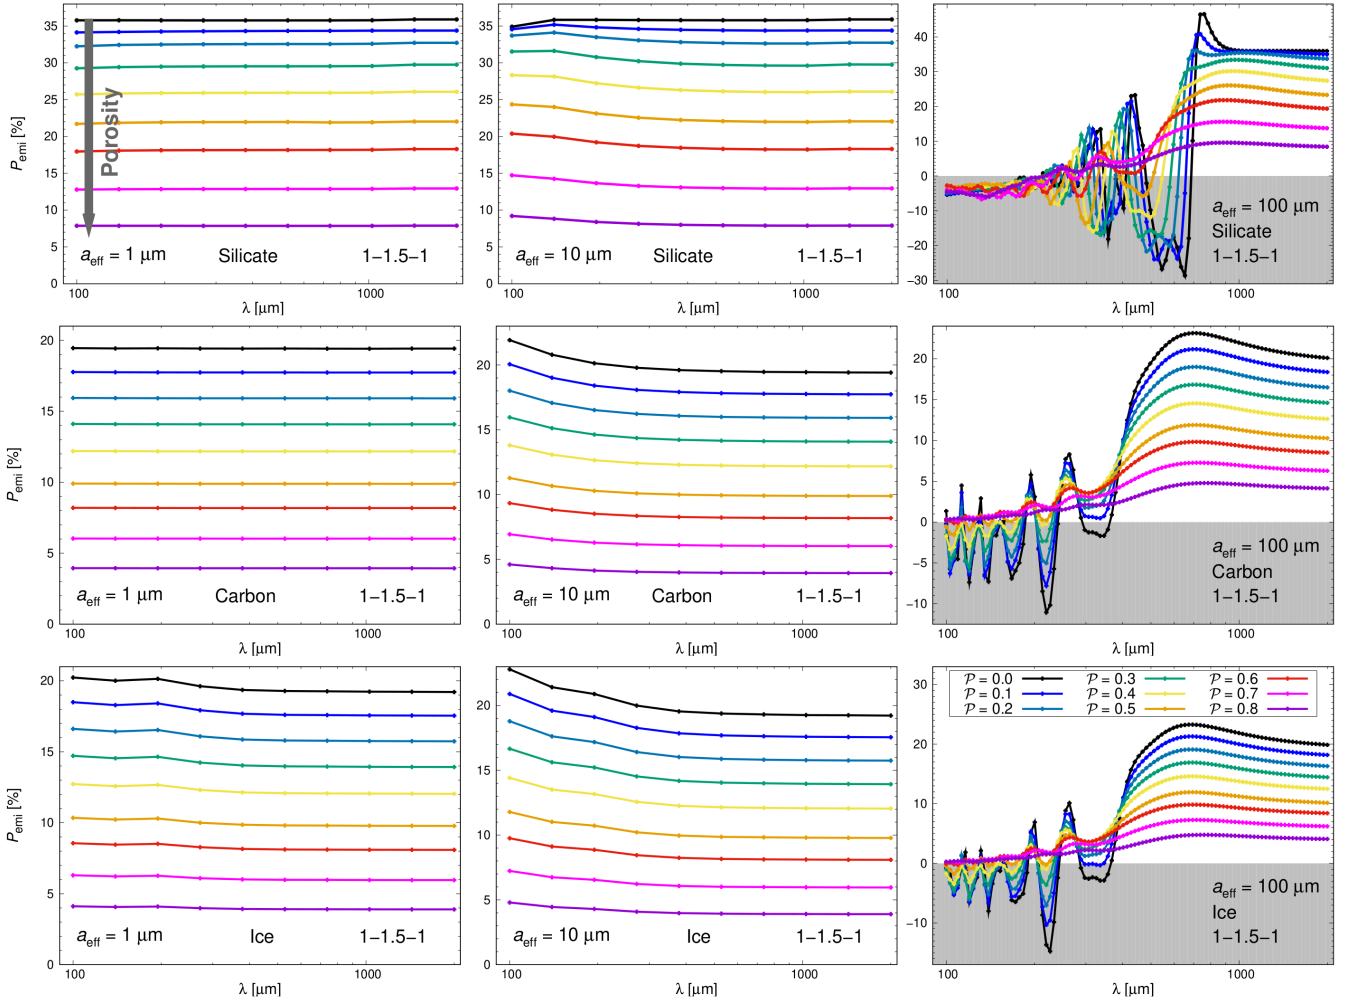 P_emi [%]
35
30
25
20
15
10
5
0
100
1000
λ [μm]
Porosity
a_eff = 1 μm
Silicate
1−1.5−1
35
30
25
20
15
10
5
0
100
1000
λ [μm]
a_eff = 10 μm
Silicate
1−1.5−1
40
30
20
10
0
−10
−20
−30
100
1000
λ [μm]
a_eff = 100 μm
Silicate
1−1.5−1
P_emi [%]
20
15
10
5
0
100
1000
λ [μm]
a_eff = 1 μm
Carbon
1−1.5−1
20
15
10
5
0
100
1000
λ [μm]
a_eff = 10 μm
Carbon
1−1.5−1
20
15
10
5
0
−5
−10
100
1000
λ [μm]
a_eff = 100 μm
Carbon
1−1.5−1
P_emi [%]
20
15
10
5
0
100
1000
λ [μm]
a_eff = 1 μm
Ice
1−1.5−1
20
15
10
5
0
100
1000
λ [μm]
a_eff = 10 μm
Ice
1−1.5−1
𝒫 = 0.0
𝒫 = 0.1
𝒫 = 0.2
𝒫 = 0.3
𝒫 = 0.4
𝒫 = 0.5
𝒫 = 0.6
𝒫 = 0.7
𝒫 = 0.8
30
20
10
0
−10
100
1000
λ [μm]
a_eff = 100 μm
Ice
1−1.5−1